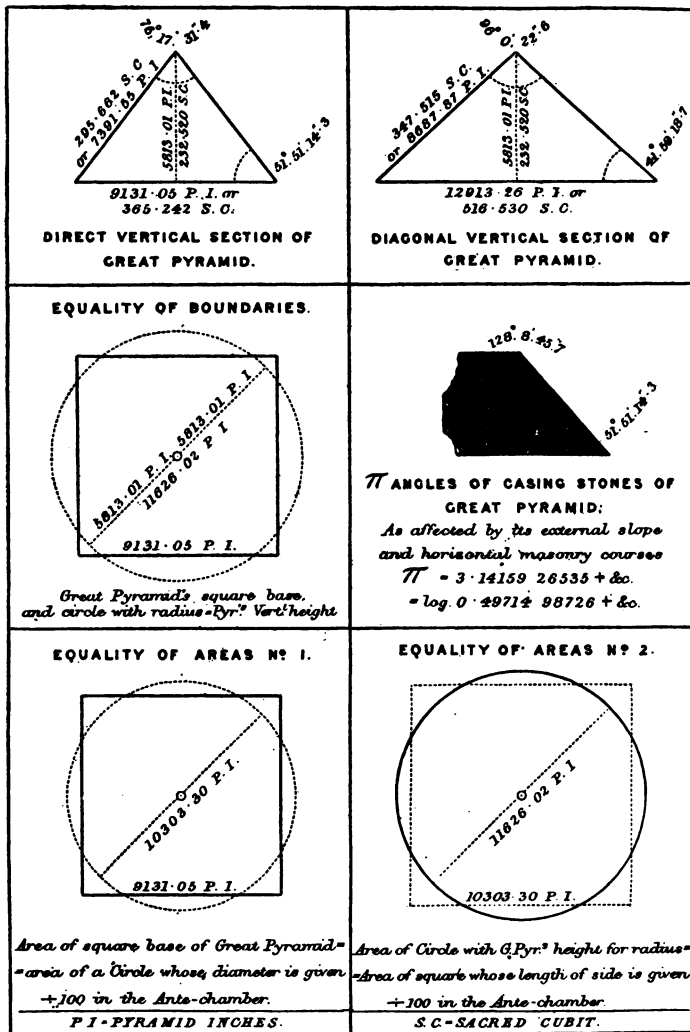 76° 17' 31"·4
295·662 S.C
or 7391·55 P. I
5813·01 P.I.
232·520 S.C.
51° 51' 14"·3
9131·05 P.I. or
365·242 S.C.
DIRECT VERTICAL SECTION OF
GREAT PYRAMID.
96° 0' 22"·6
347·515 S.C.
or 8687·87 P.I.
5813·01 P.I.
232·520 S.C.
41° 59' 18"·7
12913·26 P.I. or
516·530 S.C.
DIAGONAL VERTICAL SECTION OF
GREAT PYRAMID.
EQUALITY OF BOUNDARIES.
5813·01 P. I. 5813·01 P. I
11626·02 P I
9131·05 P. I.
Great Pyramid's square base,
and circle with radius=Pyr.ˢ Vert.ˡ height
128° 8' 45"·7
51° 51' 14"·3
π ANGLES OF CASING STONES OF
GREAT PYRAMID;
As affected by its external slope
and horizontal masonry courses
π = 3·14159 26535 + &c.
= log. 0·49714 98726 + &c.
EQUALITY OF AREAS Nº 1.
10303·30 P.I.
9131·05 P.I.
Area of square base of Great Pyramid=
=area of a Circle whose diameter is given
÷100 in the Ante-chamber.
P I=PYRAMID INCHES.
EQUALITY OF AREAS Nº 2.
11626·02 P.I
10303·30 P.I.
Area of Circle with G.Pyr.ˢ height for radius=
=Area of square whose length of side is given
÷100 in the Ante-chamber.
S.C.=SACRED CUBIT.